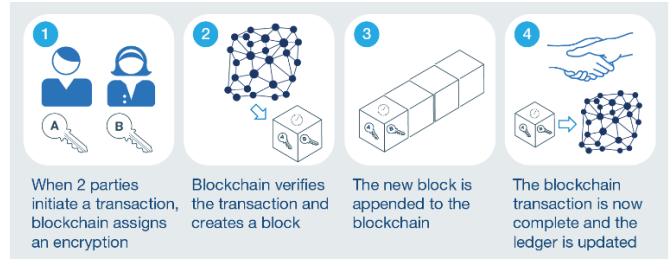 1
A
B
When 2 parties
initiate a transaction,
blockchain assigns
an encryption
2
A
B
Blockchain verifies
the transaction and
creates a block
3
A
B
The new block is
appended to the
blockchain
4
A
B
The blockchain
transaction is now
complete and the
ledger is updated